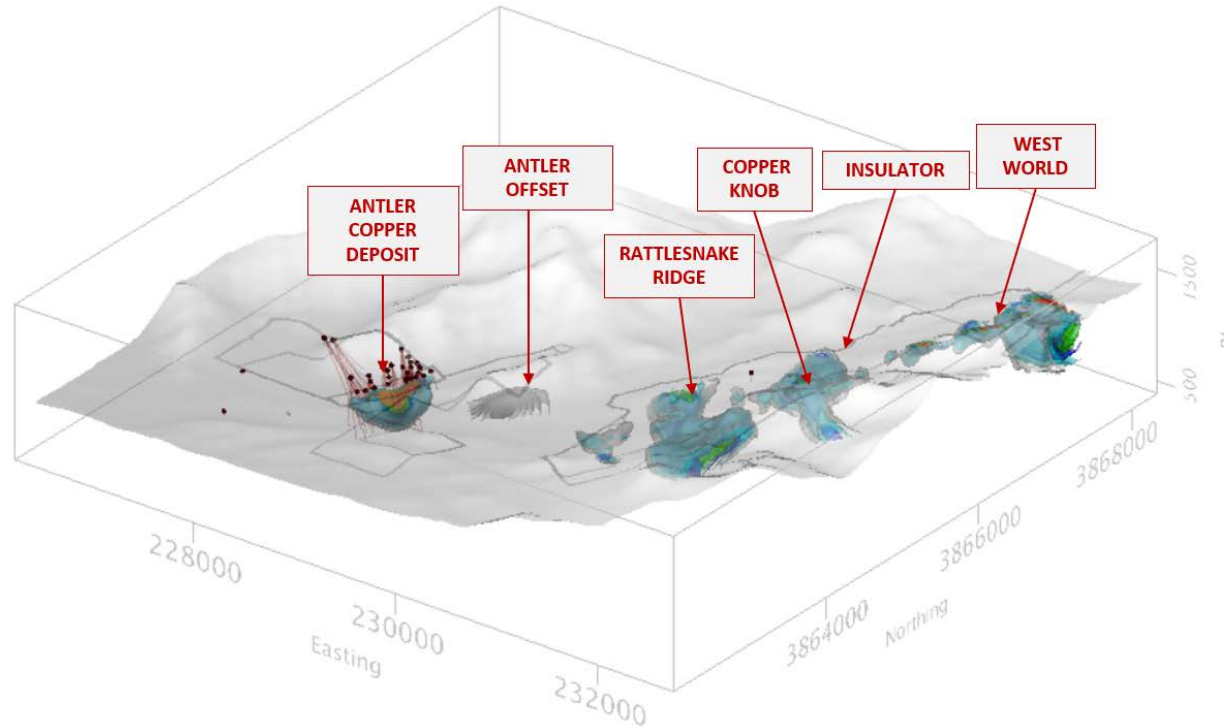 ANTLER
COPPER
DEPOSIT
ANTLER
OFFSET
RATTLESNAKE
RIDGE
COPPER
KNOB
INSULATOR
WEST
WORLD
1500
500
228000
230000
232000
Easting
3864000
3866000
3868000
Northing